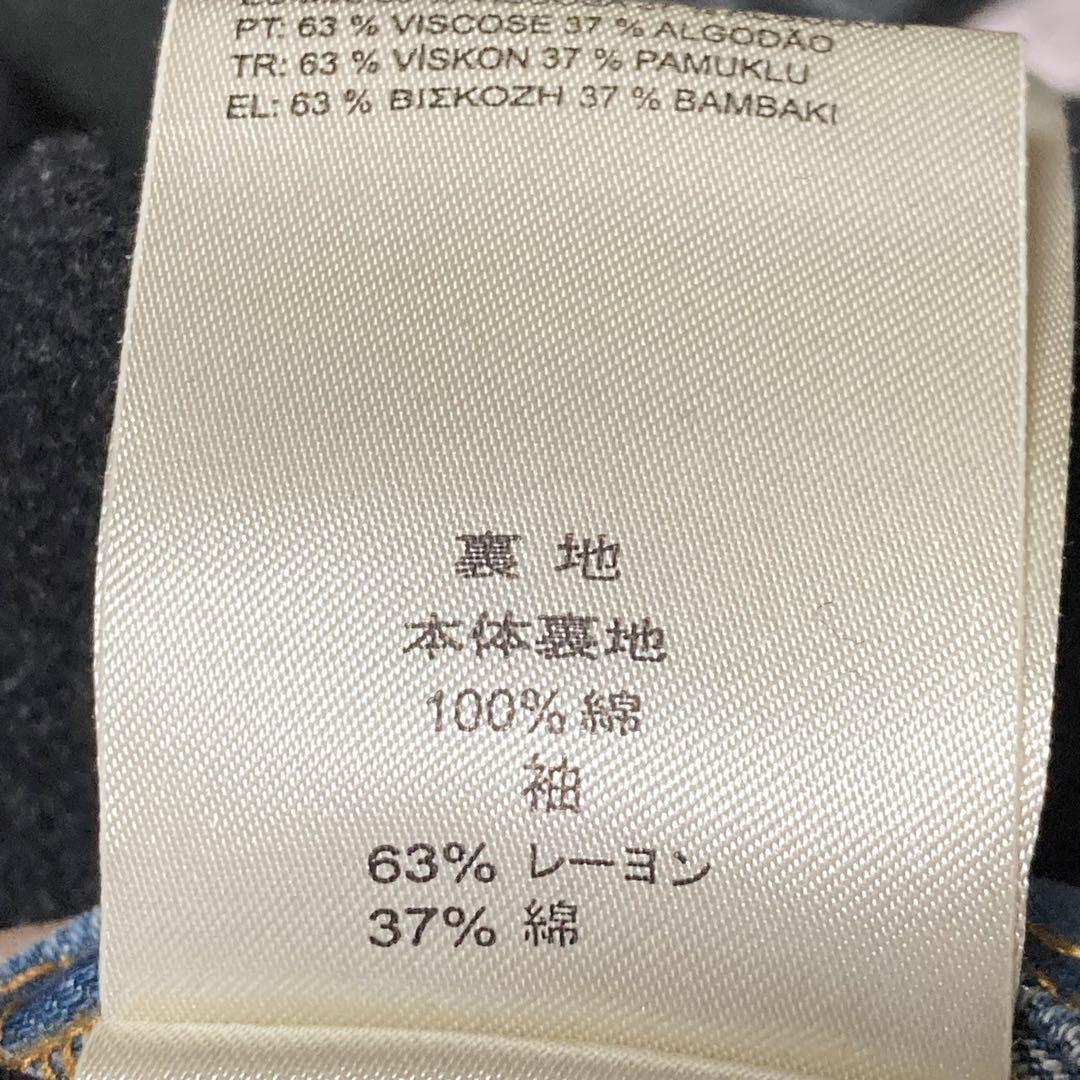 PT: 63 % VISCOSE 37 % ALGODÃO
TR: 63 % VİSKON 37 % PAMUKLU
EL: 63 % ΒΙΣΚΟΖΗ 37 % BAMBAKI
裏 地
本体裏地
100% 綿
袖
63% レーヨン
37% 綿